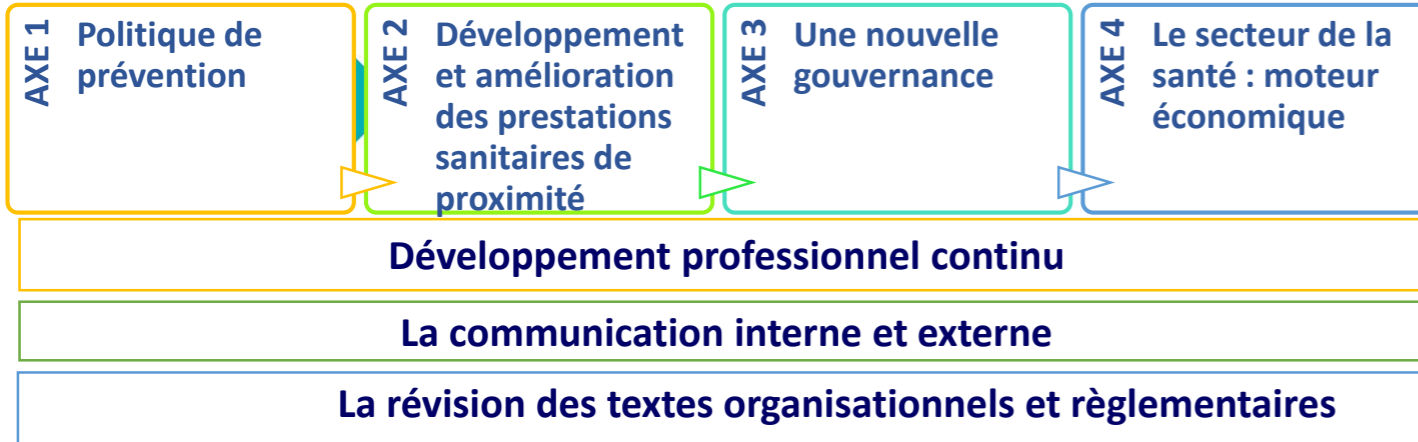 AXE 1
Politique de
prévention
AXE 2
Développement
et amélioration
des prestations
sanitaires de
proximité
AXE 3
Une nouvelle
gouvernance
AXE 4
Le secteur de la
santé : moteur
économique
Développement professionnel continu
La communication interne et externe
La révision des textes organisationnels et règlementaires